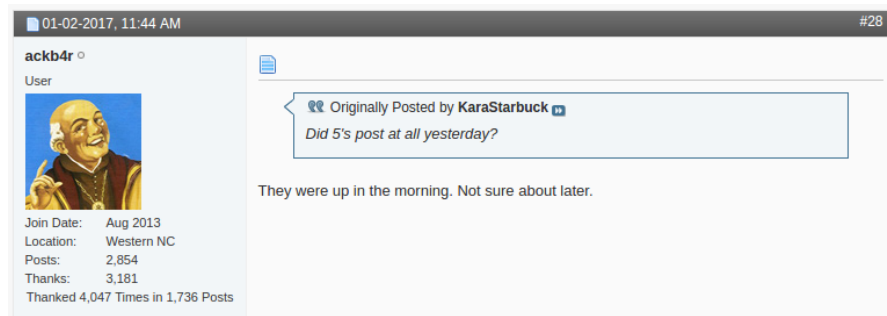 01-02-2017, 11:44 AM
#28
ackb4r
User
Originally Posted by KaraStarbuck
Did 5's post at all yesterday?
They were up in the morning. Not sure about later.
Join Date: Aug 2013
Location: Western NC
Posts: 2,854
Thanks: 3,181
Thanked 4,047 Times in 1,736 Posts